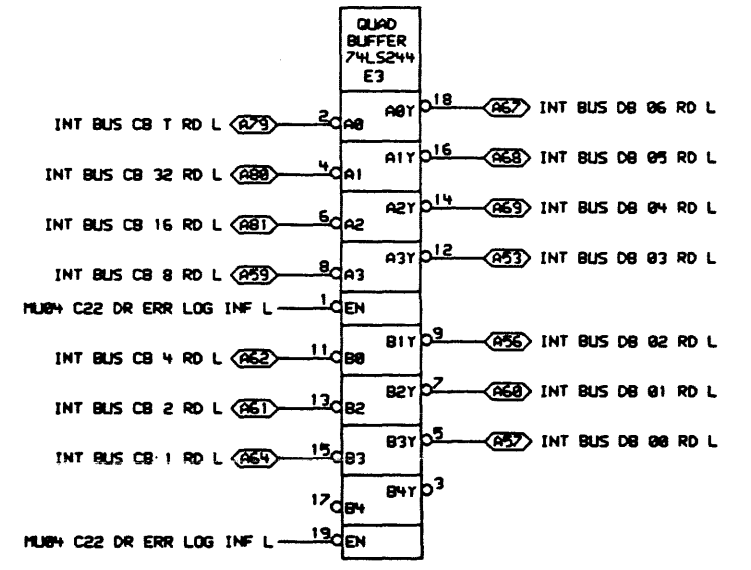 QUAD
BUFFER
74LS244
E3
INT BUS CB T RD L A79 2 A0 A0Y 18 A67 INT BUS DB 06 RD L
INT BUS CB 32 RD L A80 4 A1 A1Y 16 A68 INT BUS DB 05 RD L
INT BUS CB 16 RD L A81 6 A2 A2Y 14 A69 INT BUS DB 04 RD L
INT BUS CB 8 RD L A59 8 A3 A3Y 12 A53 INT BUS DB 03 RD L
MU04 C22 DR ERR LOG INF L 1 EN
INT BUS CB 4 RD L A62 11 B0 B1Y 9 A56 INT BUS DB 02 RD L
INT BUS CB 2 RD L A61 13 B2 B2Y 7 A60 INT BUS DB 01 RD L
INT BUS CB 1 RD L A64 15 B3 B3Y 5 A57 INT BUS DB 00 RD L
17 B4 B4Y 3
MU04 C22 DR ERR LOG INF L 19 EN